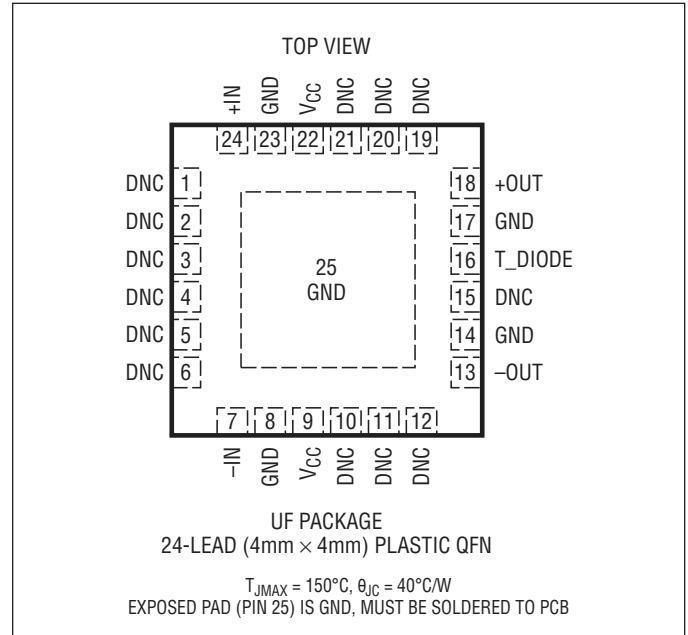 TOP VIEW
+IN GND VCC DNC DNC DNC
24 23 22 21 20 19
DNC 1 18 +OUT
DNC 2 17 GND
DNC 3 16 T_DIODE
25
GND
DNC 4 15 DNC
DNC 5 14 GND
DNC 6 13 –OUT
7 8 9 10 11 12
–IN GND VCC DNC DNC DNC
UF PACKAGE
24-LEAD (4mm × 4mm) PLASTIC QFN
TJMAX = 150°C, θJC = 40°C/W
EXPOSED PAD (PIN 25) IS GND, MUST BE SOLDERED TO PCB